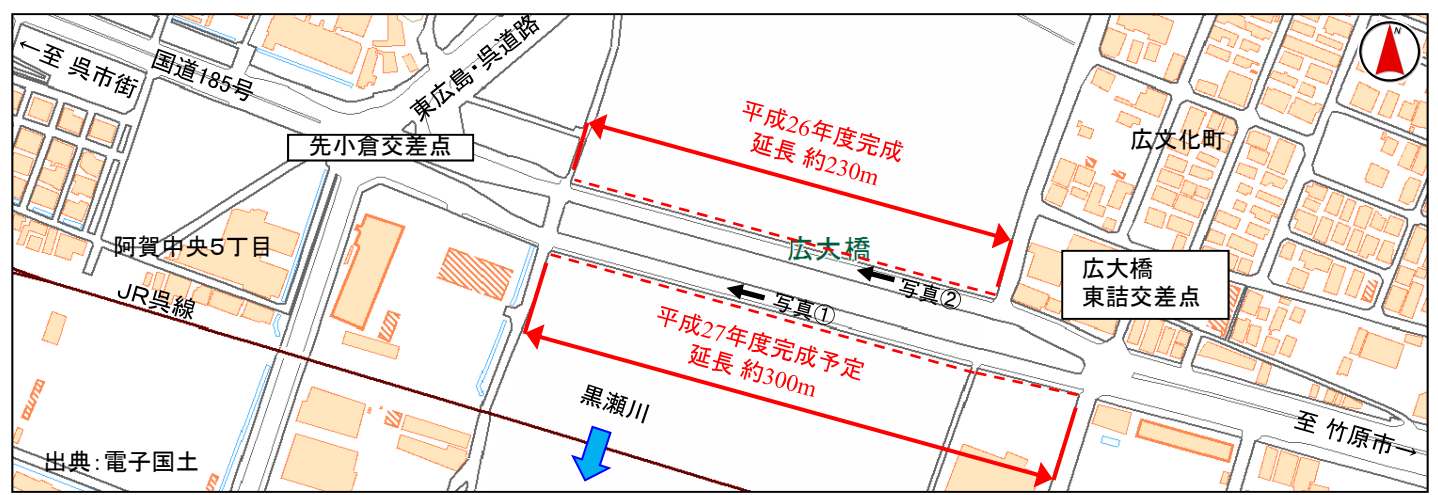 ←至 呉市街
国道185号
東広島・呉道路
N
平成26年度完成
延長 約230m
広文化町
先小倉交差点
阿賀中央5丁目
広大橋
広大橋
東詰交差点
写真②
写真①
JR呉線
平成27年度完成予定
延長 約300m
黒瀬川
至 竹原市→
出典：電子国土